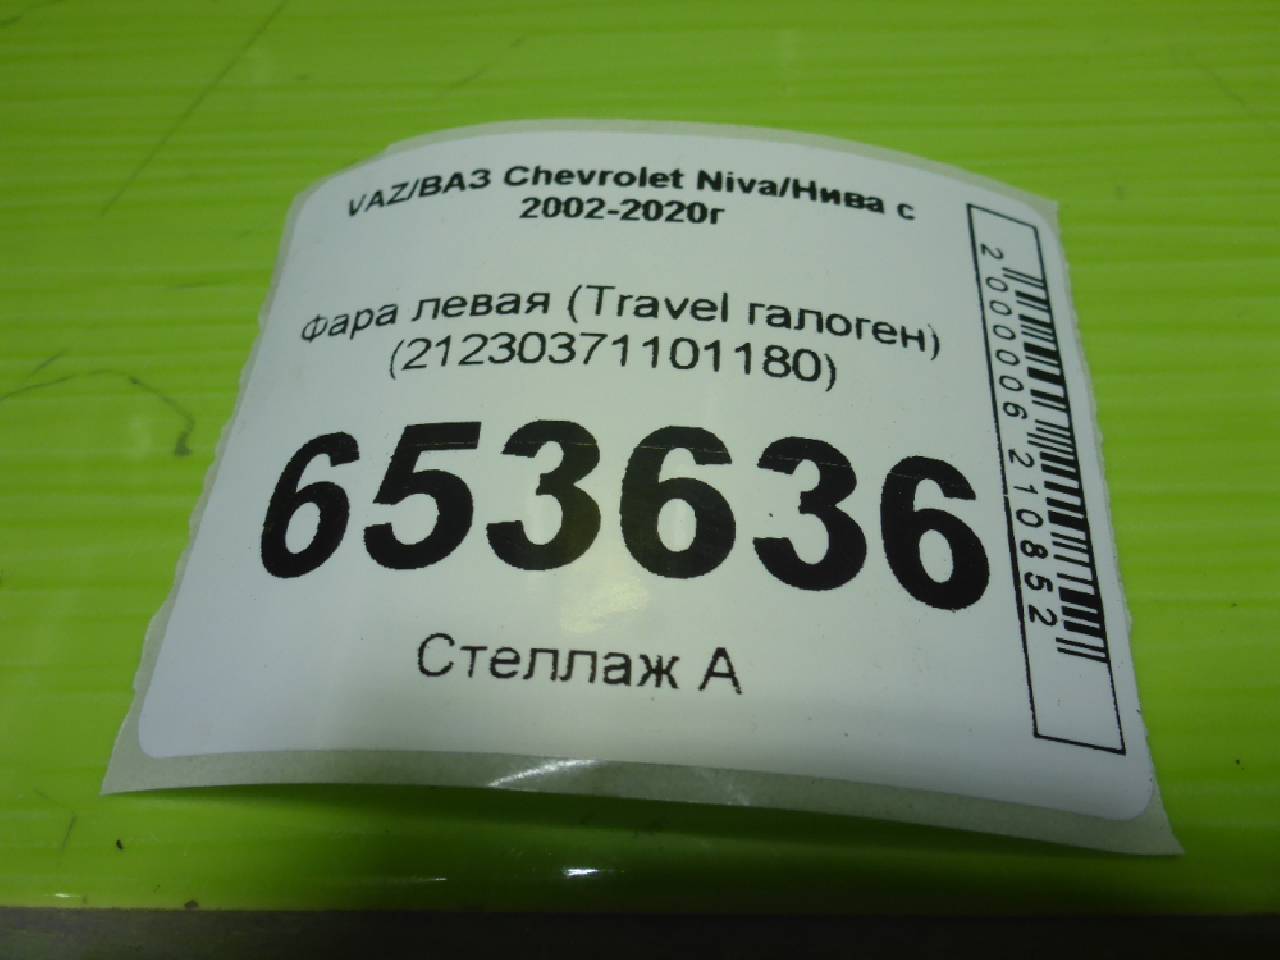 VAZ/ВАЗ Chevrolet Niva/Нива с
2002-2020г
Фара левая (Travel галоген)
(21230371101180)
653636
Стеллаж А
2000006210852